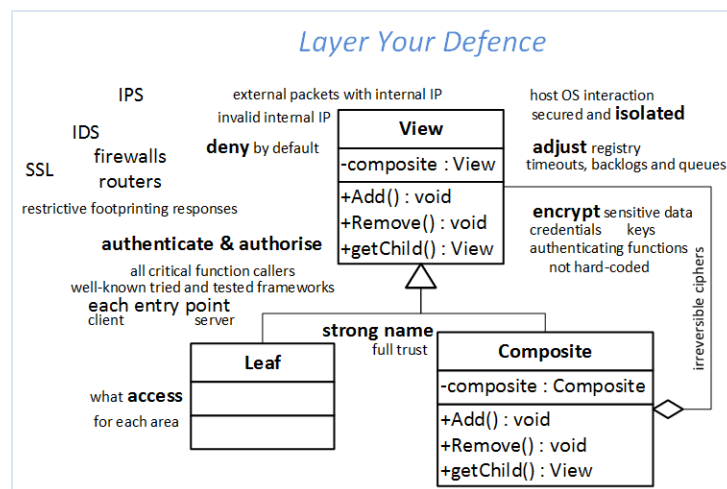 Layer Your Defence
IPS
external packets with internal IP
invalid internal IP
deny by default
host OS interaction
secured and isolated
IDS
firewalls
SSL
routers
restrictive footprinting responses
adjust registry
timeouts, backlogs and queues
View
-composite : View
+Add() : void
+Remove() : void
+getChild() : View
encrypt sensitive data
credentials keys
authenticating functions
not hard-coded
authenticate & authorise
all critical function callers
well-known tried and tested frameworks
each entry point
client server
irreversible ciphers
strong name
full trust
Leaf
what access
for each area
Composite
-composite : Composite
+Add() : void
+Remove() : void
+getChild() : View